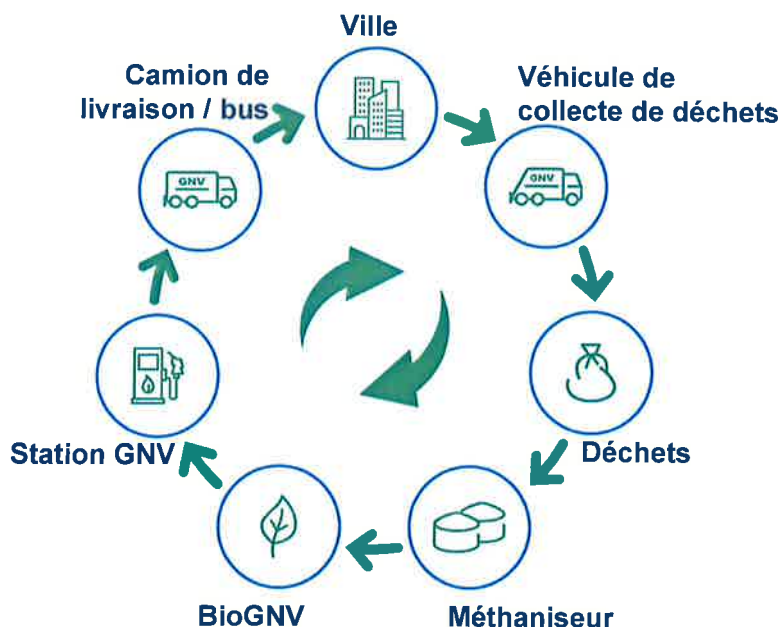 Ville
Camion de
livraison / bus
Véhicule de
collecte de déchets
GNV
GNV
Station GNV
Déchets
BioGNV
Méthaniseur